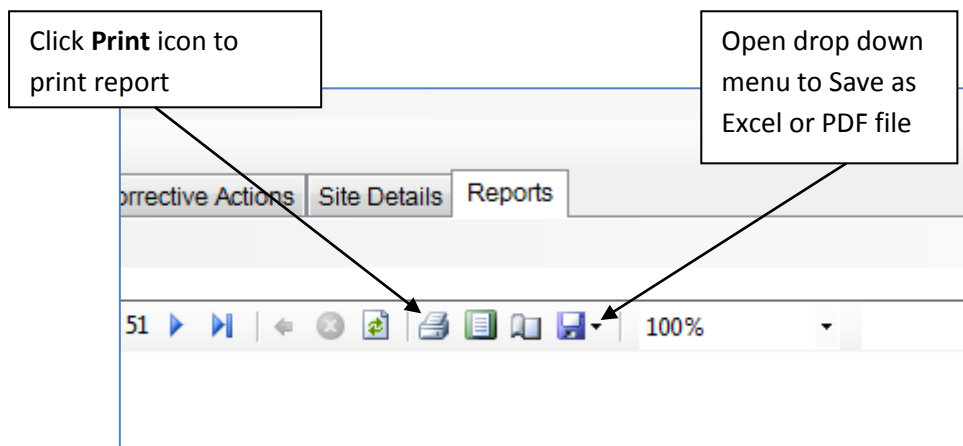 Click Print icon to
print report
Open drop down
menu to Save as
Excel or PDF file
orrective Actions Site Details Reports
51 100%